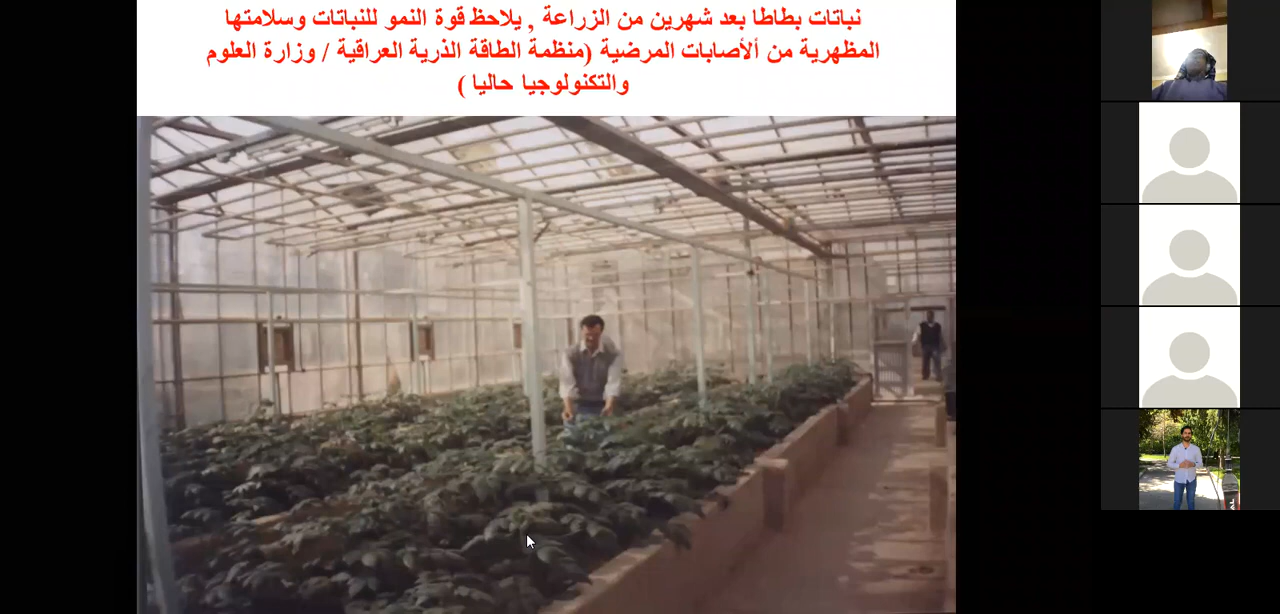 نباتات بطاطا بعد شهرين من الزراعة , يلاحظ قوة النمو للنباتات وسلامتها
المظهرية من ألأصابات المرضية (منظمة الطاقة الذرية العراقية / وزارة العلوم
والتكنولوجيا حاليا )